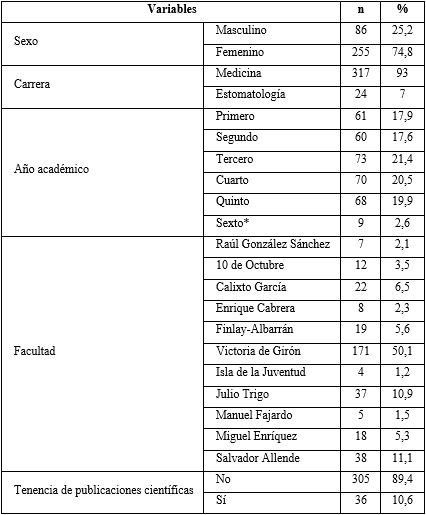 Variables n %
Sexo Masculino 86 25,2
Femenino 255 74,8
Carrera Medicina 317 93
Estomatología 24 7
Año académico Primero 61 17,9
Segundo 60 17,6
Tercero 73 21,4
Cuarto 70 20,5
Quinto 68 19,9
Sexto* 9 2,6
Facultad Raúl González Sánchez 7 2,1
10 de Octubre 12 3,5
Calixto García 22 6,5
Enrique Cabrera 8 2,3
Finlay-Albarrán 19 5,6
Victoria de Girón 171 50,1
Isla de la Juventud 4 1,2
Julio Trigo 37 10,9
Manuel Fajardo 5 1,5
Miguel Enríquez 18 5,3
Salvador Allende 38 11,1
Tenencia de publicaciones científicas No 305 89,4
Sí 36 10,6